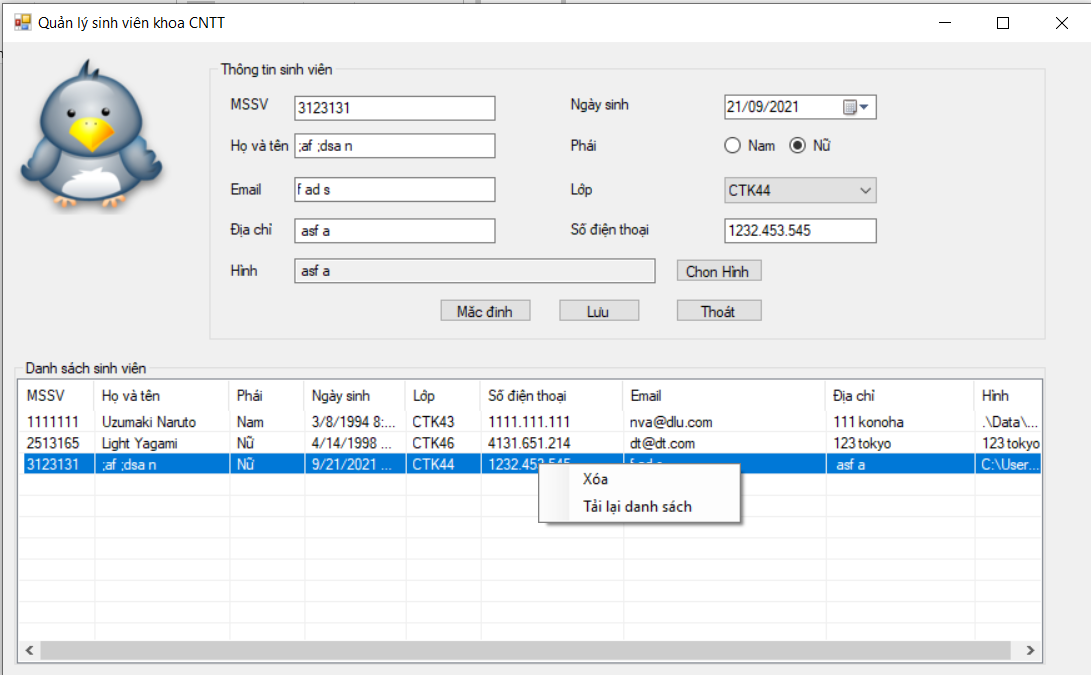 Quản lý sinh viên khoa CNTT
Thông tin sinh viên
MSSV 3123131 Ngày sinh 21/09/2021
Họ và tên ;af ;dsa n Phái Nam Nữ
Email f ad s Lớp CTK44
Địa chỉ asf a Số điện thoại 1232.453.545
Hình asf a Chon Hình
Mặc đinh Lưu Thoát
Danh sách sinh viên
MSSV Họ và tên Phái Ngày sinh Lớp Số điện thoại Email Địa chỉ Hình
1111111 Uzumaki Naruto Nam 3/8/1994 8:... CTK43 1111.111.111 nva@dlu.com 111 konoha .\Data\...
2513165 Light Yagami Nữ 4/14/1998 ... CTK46 4131.651.214 dt@dt.com 123 tokyo 123 tokyo
3123131 ;af ;dsa n Nữ 9/21/2021 ... CTK44 1232.453.545 f ad s asf a C:\User...
Xóa
Tải lại danh sách